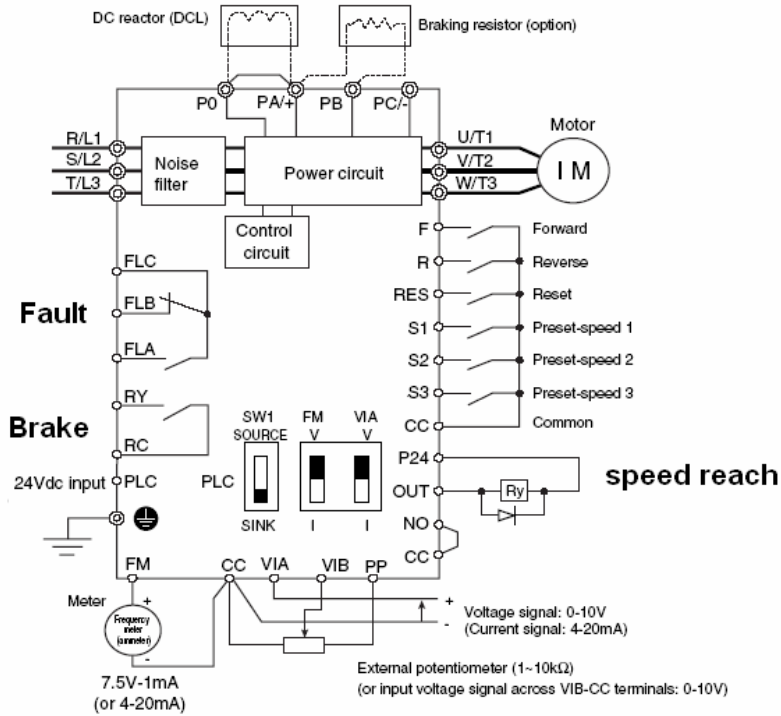 DC reactor (DCL)
Braking resistor (option)
P0
PA/+
PB
PC/-
R/L1
S/L2
T/L3
Noise
filter
Power circuit
U/T1
V/T2
W/T3
Motor
I M
Control
circuit
F
Forward
R
Reverse
RES
Reset
S1
Preset-speed 1
S2
Preset-speed 2
S3
Preset-speed 3
CC
Common
FLC
Fault
FLB
FLA
Brake
RY
RC
24Vdc input
PLC
PLC
SW1
SOURCE
SINK
FM
V
I
VIA
V
I
P24
OUT
Ry
speed reach
NO
CC
FM
CC
VIA
VIB
PP
Meter
+
Frequency
meter
(ammeter)
-
7.5V-1mA
(or 4-20mA)
+
-
Voltage signal: 0-10V
(Current signal: 4-20mA)
External potentiometer (1~10kΩ)
(or input voltage signal across VIB-CC terminals: 0-10V)